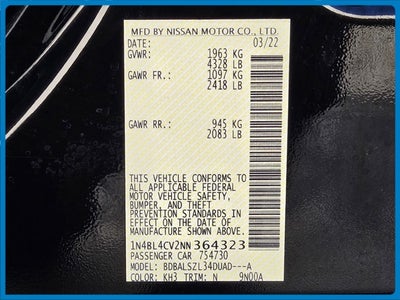 MFD BY NISSAN MOTOR CO., LTD.
DATE: 03/22
GVWR: 1963 KG
4328 LB
GAWR FR.: 1097 KG
2418 LB
GAWR RR.: 945 KG
2083 LB
THIS VEHICLE CONFORMS TO
ALL APPLICABLE FEDERAL
MOTOR VEHICLE SAFETY,
BUMPER, AND THEFT
PREVENTION STANDARDS IN
EFFECT ON THE DATE OF
MANUFACTURE SHOWN ABOVE.
1N4BL4CV2NN364323
PASSENGER CAR 754730
MODEL: BDBALSZL34DUAD---A
COLOR: KH3 TRIM: N 9N00A